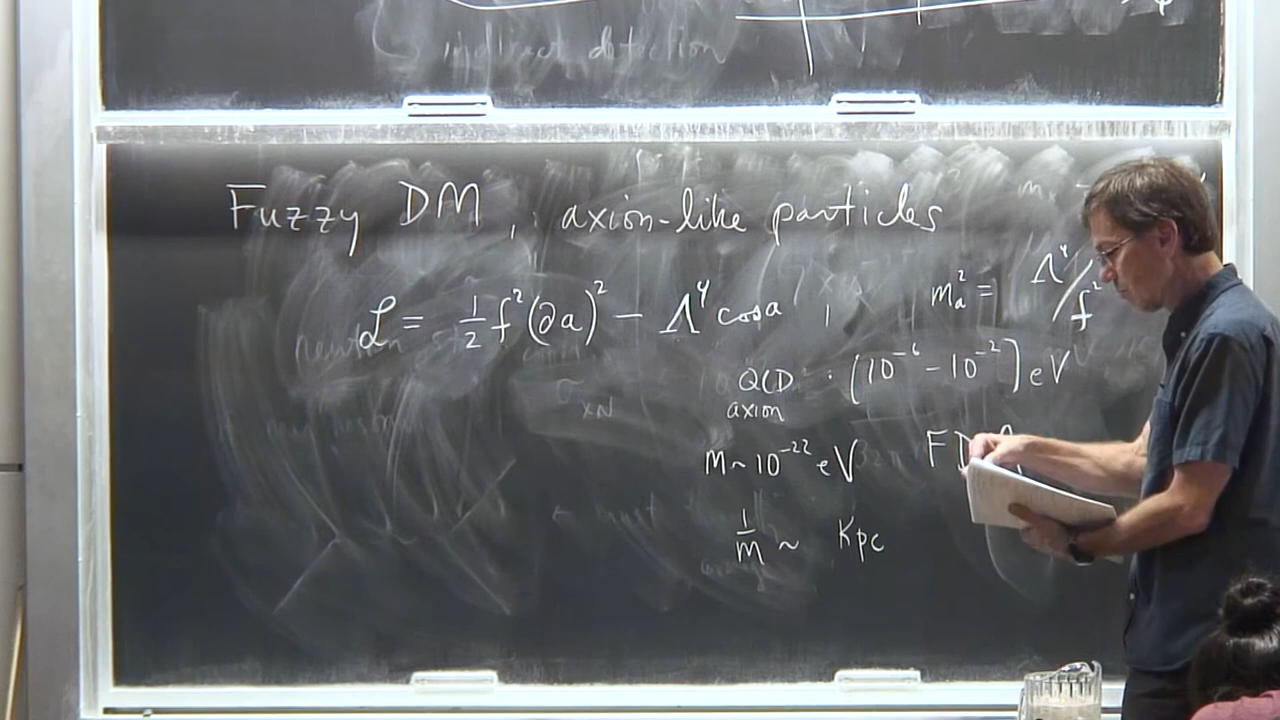 indirect detection
Fuzzy DM, axion-like particles
ℒ = 1/2 f²(∂a)² − Λ⁴ cos a , mₐ² = Λ⁴/f²
QCD axion : (10⁻⁶ − 10⁻²) eV
m ~ 10⁻²² eV FD
1/m ~ Kpc